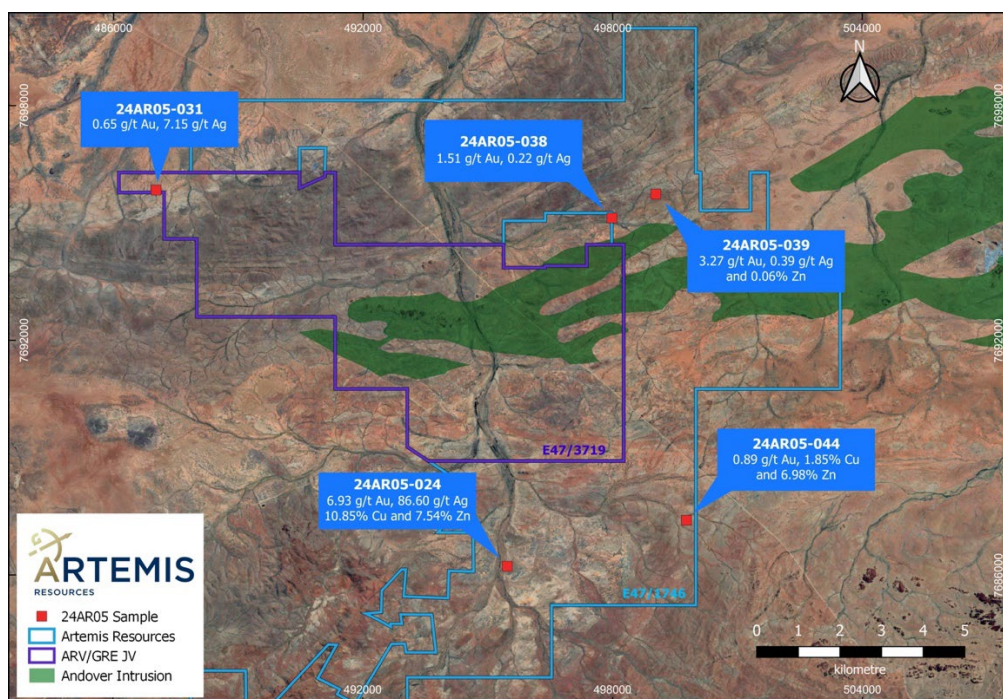 486000
492000
498000
504000
N
7698000
7698000
24AR05-031
0.65 g/t Au, 7.15 g/t Ag
24AR05-038
1.51 g/t Au, 0.22 g/t Ag
24AR05-039
3.27 g/t Au, 0.39 g/t Ag
and 0.06% Zn
7692000
7692000
E47/3719
24AR05-044
0.89 g/t Au, 1.85% Cu
and 6.98% Zn
24AR05-024
6.93 g/t Au, 86.60 g/t Ag
10.85% Cu and 7.54% Zn
E47/1746
ARTEMIS
RESOURCES
24AR05 Sample
Artemis Resources
ARV/GRE JV
Andover Intrusion
0 1 2 3 4 5
kilometre
492000
498000
504000